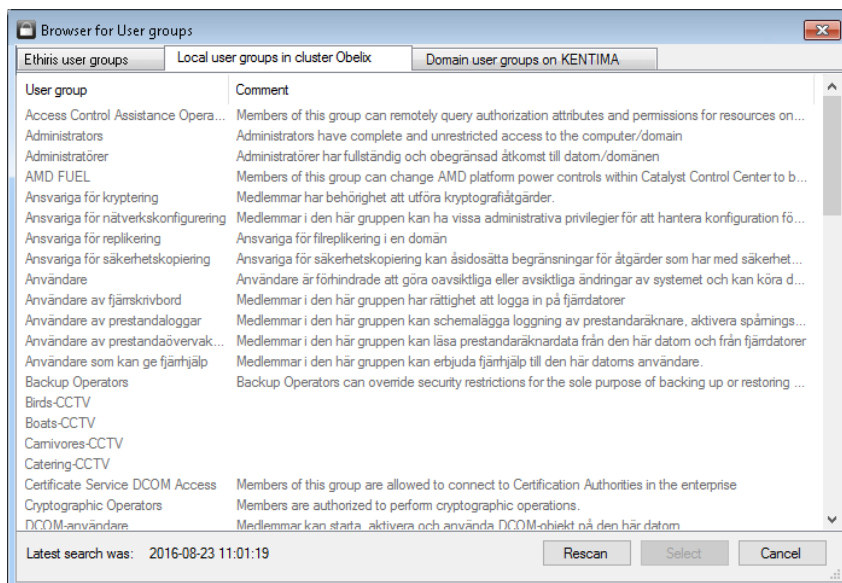 Browser for User groups
Ethiris user groups Local user groups in cluster Obelix Domain user groups on KENTIMA
User group Comment
Access Control Assistance Opera... Members of this group can remotely query authorization attributes and permissions for resources on...
Administrators Administrators have complete and unrestricted access to the computer/domain
Administratörer Administratörer har fullständig och obegränsad åtkomst till datorn/domänen
AMD FUEL Members of this group can change AMD platform power controls within Catalyst Control Center to b...
Ansvariga för kryptering Medlemmar har behörighet att utföra kryptografiåtgärder.
Ansvariga för nätverkskonfigurering Medlemmar i den här gruppen kan ha vissa administrativa privilegier för att hantera konfiguration fö...
Ansvariga för replikering Ansvariga för filreplikering i en domän
Ansvariga för säkerhetskopiering Ansvariga för säkerhetskopiering kan åsidosätta begränsningar för åtgärder som har med säkerhet...
Användare Användare är förhindrade att göra oavsiktliga eller avsiktliga ändringar av systemet och kan köra d...
Användare av fjärrskrivbord Medlemmar i den här gruppen har rättighet att logga in på fjärrdatorer
Användare av prestandaloggar Medlemmar i den här gruppen kan schemalägga loggning av prestandaräknare, aktivera spårnings...
Användare av prestandaövervak... Medlemmar i den här gruppen kan läsa prestandaräknardata från den här datorn och från fjärrdatorer
Användare som kan ge fjärrhjälp Medlemmar i den här gruppen kan erbjuda fjärrhjälp till den här datorns användare.
Backup Operators Backup Operators can override security restrictions for the sole purpose of backing up or restoring ...
Birds-CCTV
Boats-CCTV
Carnivores-CCTV
Catering-CCTV
Certificate Service DCOM Access Members of this group are allowed to connect to Certification Authorities in the enterprise
Cryptographic Operators Members are authorized to perform cryptographic operations.
DCOM-användare Medlemmar kan starta, aktivera och använda DCOM-objekt på den här datorn
Latest search was: 2016-08-23 11:01:19 Rescan Select Cancel